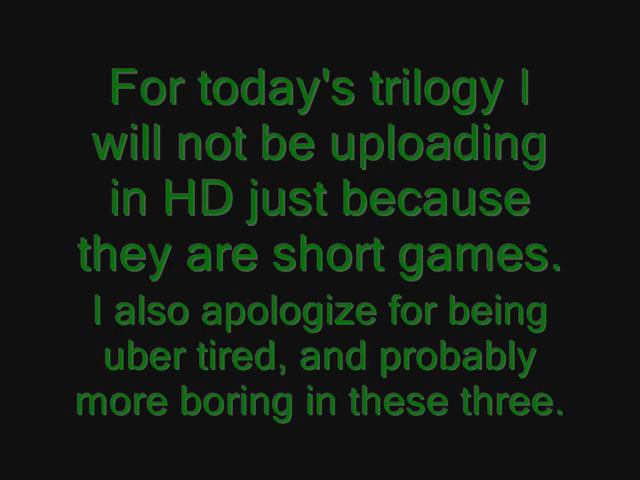 For today's trilogy I
will not be uploading
in HD just because
they are short games.
I also apologize for being
uber tired, and probably
more boring in these three.